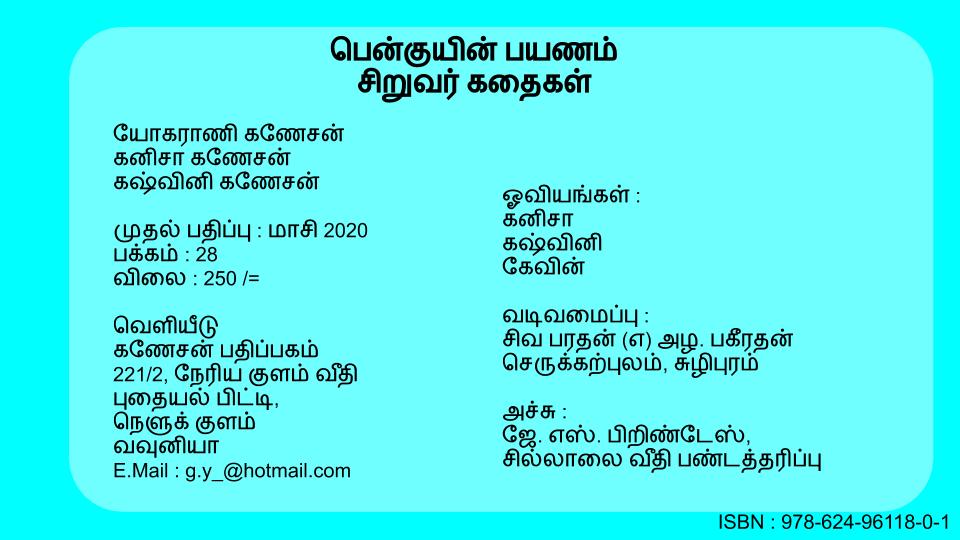 பென்குயின் பயணம்
சிறுவர் கதைகள்
யோகராணி கணேசன்
கனிசா கணேசன்
கஷ்வினி கணேசன்
முதல் பதிப்பு : மாசி 2020
பக்கம் : 28
விலை : 250 /=
வெளியீடு
கணேசன் பதிப்பகம்
221/2, நேரிய குளம் வீதி
புதையல் பிட்டி,
நெளுக் குளம்
வவுனியா
E.Mail : g.y_@hotmail.com
ஓவியங்கள் :
கனிசா
கஷ்வினி
கேவின்
வடிவமைப்பு :
சிவ பரதன் (எ) அழ. பகீரதன்
செருக்கற்புலம், சுழிபுரம்
அச்சு :
ஜே. எஸ். பிறிண்டேஸ்,
சில்லாலை வீதி பண்டத்தரிப்பு
ISBN : 978-624-96118-0-1